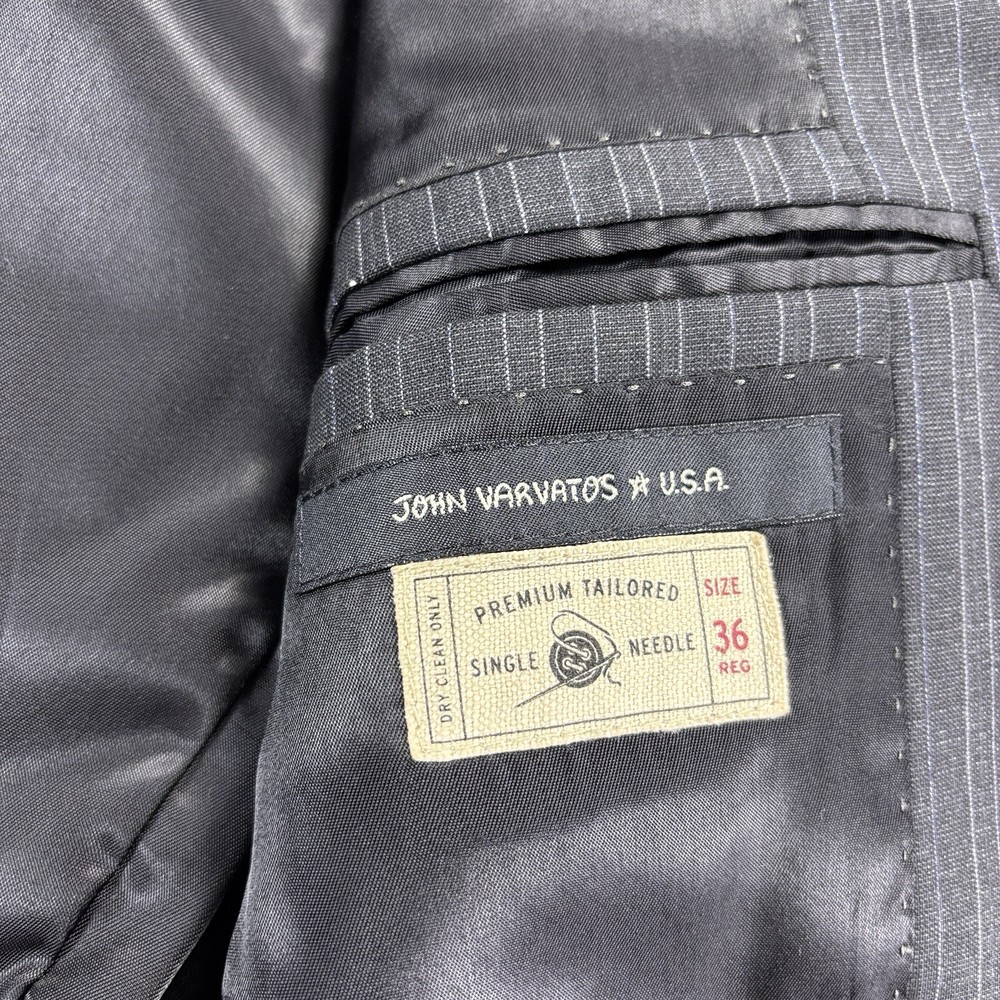 JOHN VARVATOS ☆ U.S.A.
DRY CLEAN ONLY
PREMIUM TAILORED
SINGLE NEEDLE
SIZE
36
REG